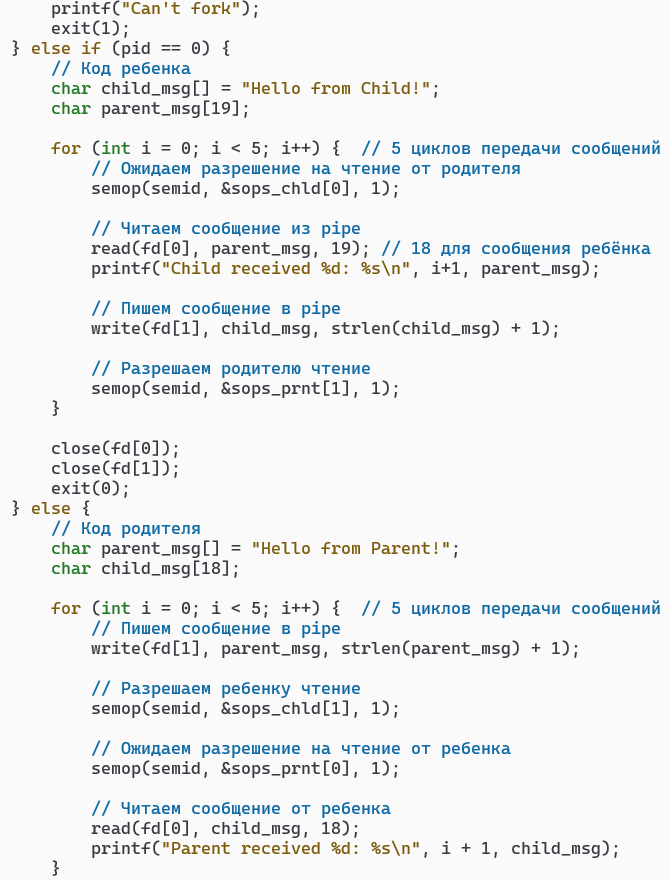 printf("Can't fork");
    exit(1);
} else if (pid == 0) {
    // Код ребенка
    char child_msg[] = "Hello from Child!";
    char parent_msg[19];

    for (int i = 0; i < 5; i++) {  // 5 циклов передачи сообщений
        // Ожидаем разрешение на чтение от родителя
        semop(semid, &sops_chld[0], 1);

        // Читаем сообщение из pipe
        read(fd[0], parent_msg, 19); // 18 для сообщения ребёнка
        printf("Child received %d: %s\n", i+1, parent_msg);

        // Пишем сообщение в pipe
        write(fd[1], child_msg, strlen(child_msg) + 1);

        // Разрешаем родителю чтение
        semop(semid, &sops_prnt[1], 1);
    }

    close(fd[0]);
    close(fd[1]);
    exit(0);
} else {
    // Код родителя
    char parent_msg[] = "Hello from Parent!";
    char child_msg[18];

    for (int i = 0; i < 5; i++) {  // 5 циклов передачи сообщений
        // Пишем сообщение в pipe
        write(fd[1], parent_msg, strlen(parent_msg) + 1);

        // Разрешаем ребенку чтение
        semop(semid, &sops_chld[1], 1);

        // Ожидаем разрешение на чтение от ребенка
        semop(semid, &sops_prnt[0], 1);

        // Читаем сообщение от ребенка
        read(fd[0], child_msg, 18);
        printf("Parent received %d: %s\n", i + 1, child_msg);
    }